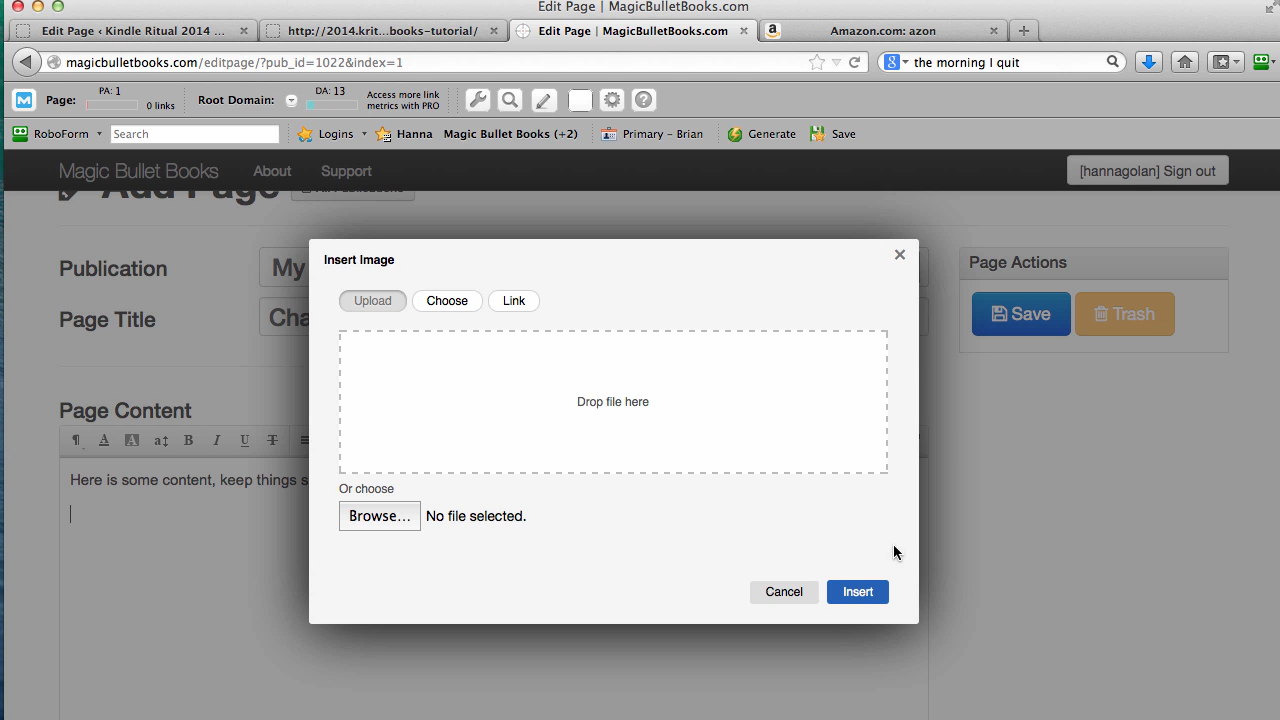 Edit Page | MagicBulletBooks.com
Edit Page ‹ Kindle Ritual 2014 ...
http://2014.krit...books-tutorial/
Edit Page | MagicBulletBooks.com
Amazon.com: azon
magicbulletbooks.com/editpage/?pub_id=1022&index=1
the morning I quit
Page:
PA: 1
0 links
Root Domain:
DA: 13
Access more link
metrics with PRO
RoboForm
Search
Logins
Hanna
Magic Bullet Books (+2)
Primary - Brian
Generate
Save
Magic Bullet Books
About
Support
[hannagolan] Sign out
Add Page
Insert Image
Publication
My
Page Actions
Upload
Choose
Link
Page Title
Cha
Save
Trash
Drop file here
Page Content
Here is some content, keep things s
Or choose
Browse...
No file selected.
Cancel
Insert